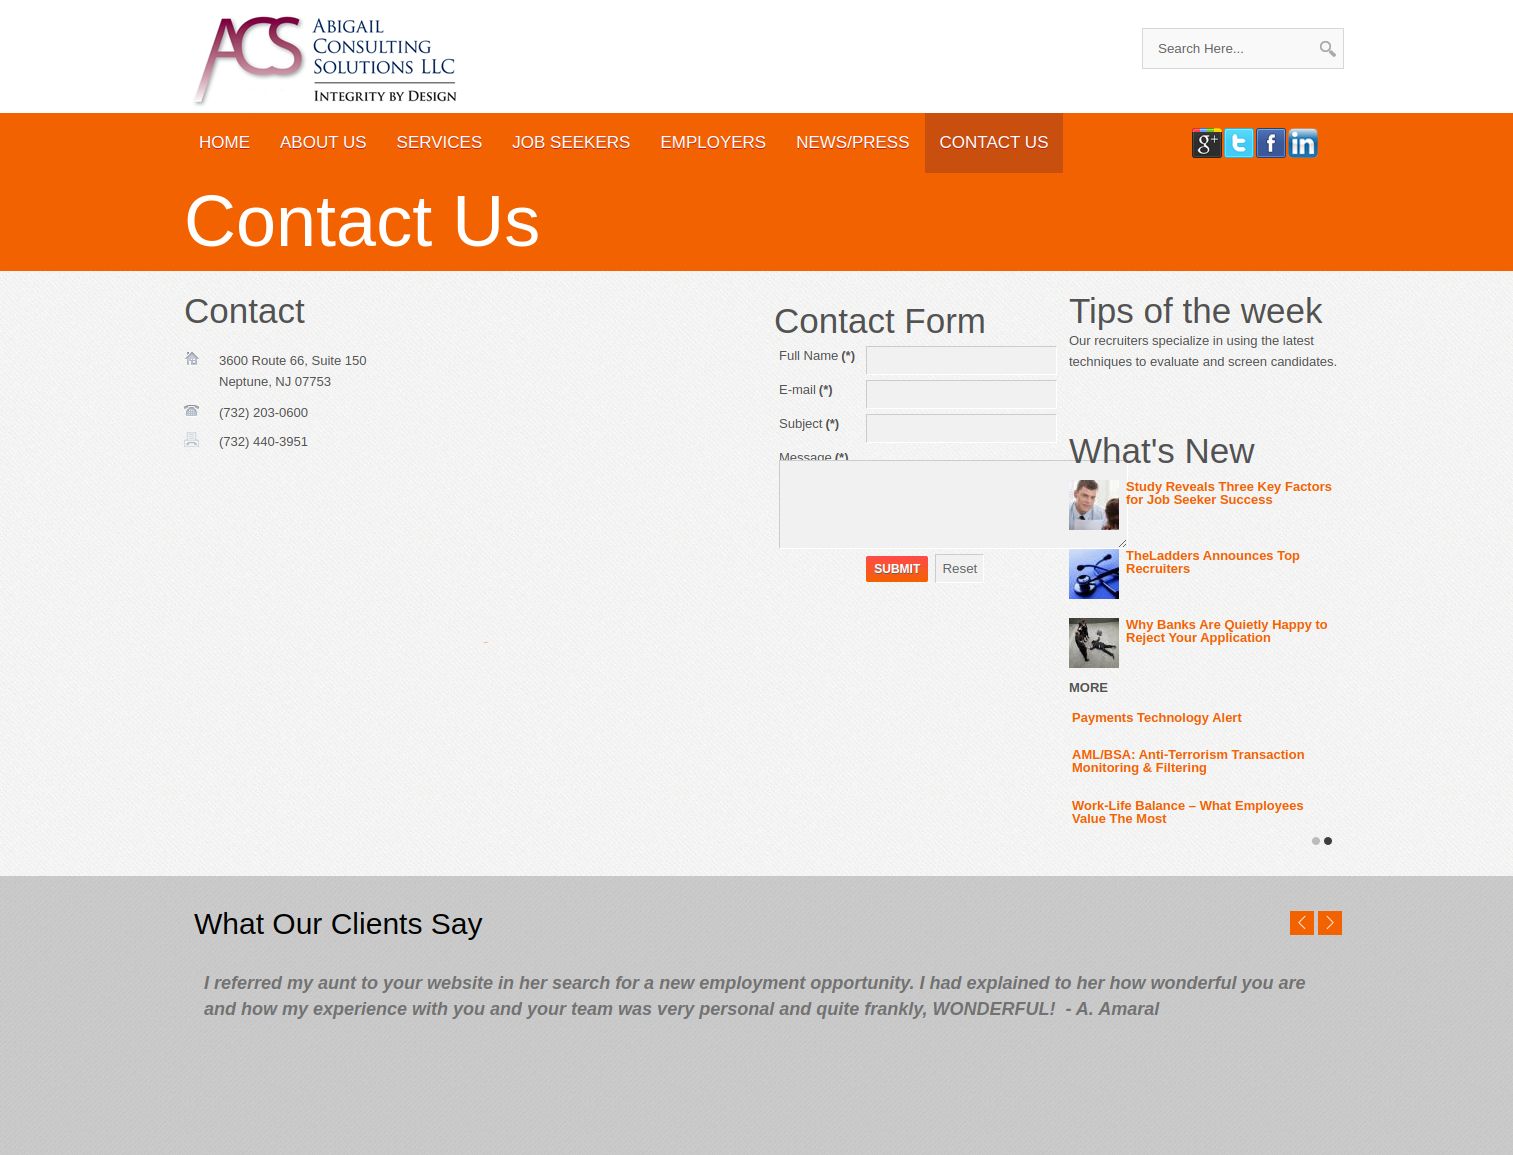 ACS
ABIGAIL
CONSULTING
SOLUTIONS LLC
INTEGRITY BY DESIGN
Search Here...
HOME ABOUT US SERVICES JOB SEEKERS EMPLOYERS NEWS/PRESS CONTACT US
g+ t f in
Contact Us
Contact
3600 Route 66, Suite 150
Neptune, NJ 07753
(732) 203-0600
(732) 440-3951
Contact Form
Full Name (*)
E-mail (*)
Subject (*)
Message (*)
SUBMIT Reset
Tips of the week
Our recruiters specialize in using the latest
techniques to evaluate and screen candidates.
What's New
Study Reveals Three Key Factors
for Job Seeker Success
TheLadders Announces Top
Recruiters
Why Banks Are Quietly Happy to
Reject Your Application
MORE
Payments Technology Alert
AML/BSA: Anti-Terrorism Transaction
Monitoring & Filtering
Work-Life Balance – What Employees
Value The Most
What Our Clients Say
I referred my aunt to your website in her search for a new employment opportunity. I had explained to her how wonderful you are
and how my experience with you and your team was very personal and quite frankly, WONDERFUL!  - A. Amaral